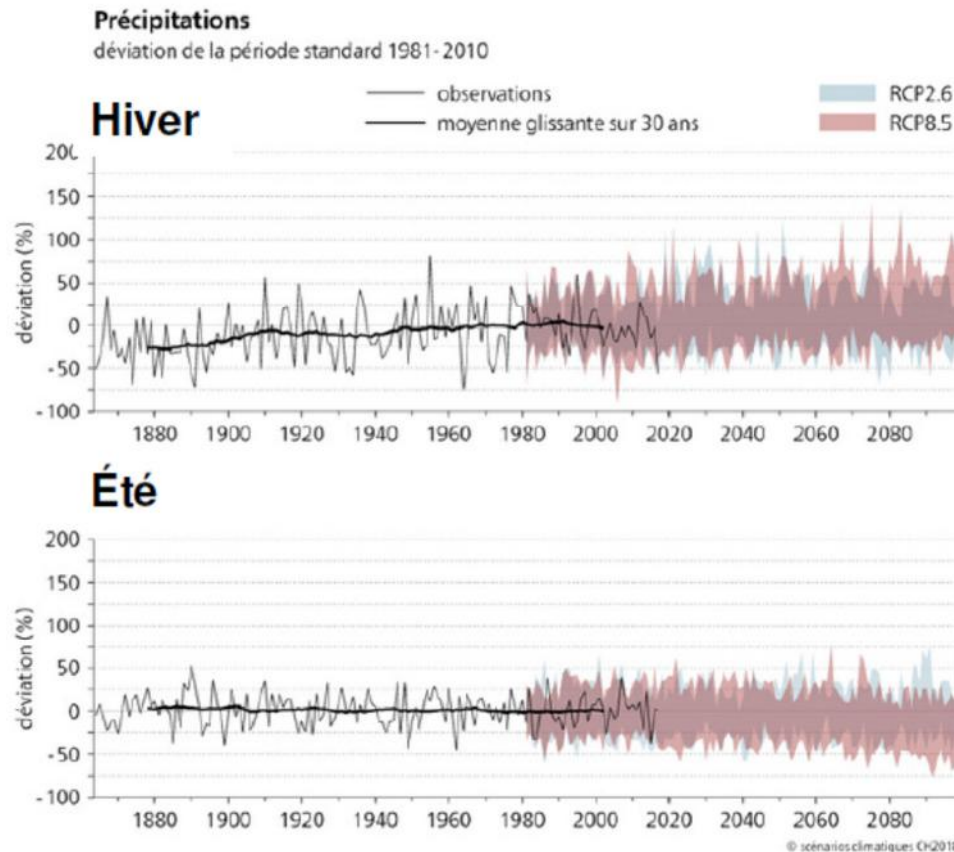 Précipitations
déviation de la période standard 1981-2010
observations
RCP2.6
Hiver
moyenne glissante sur 30 ans
RCP8.5
20
150
100
50
0
-50
-100
déviation (%)
1880 1900 1920 1940 1960 1980 2000 2020 2040 2060 2080
Été
200
150
100
50
0
-50
-100
déviation (%)
1880 1900 1920 1940 1960 1980 2000 2020 2040 2060 2080
© scénarios climatiques CH2018